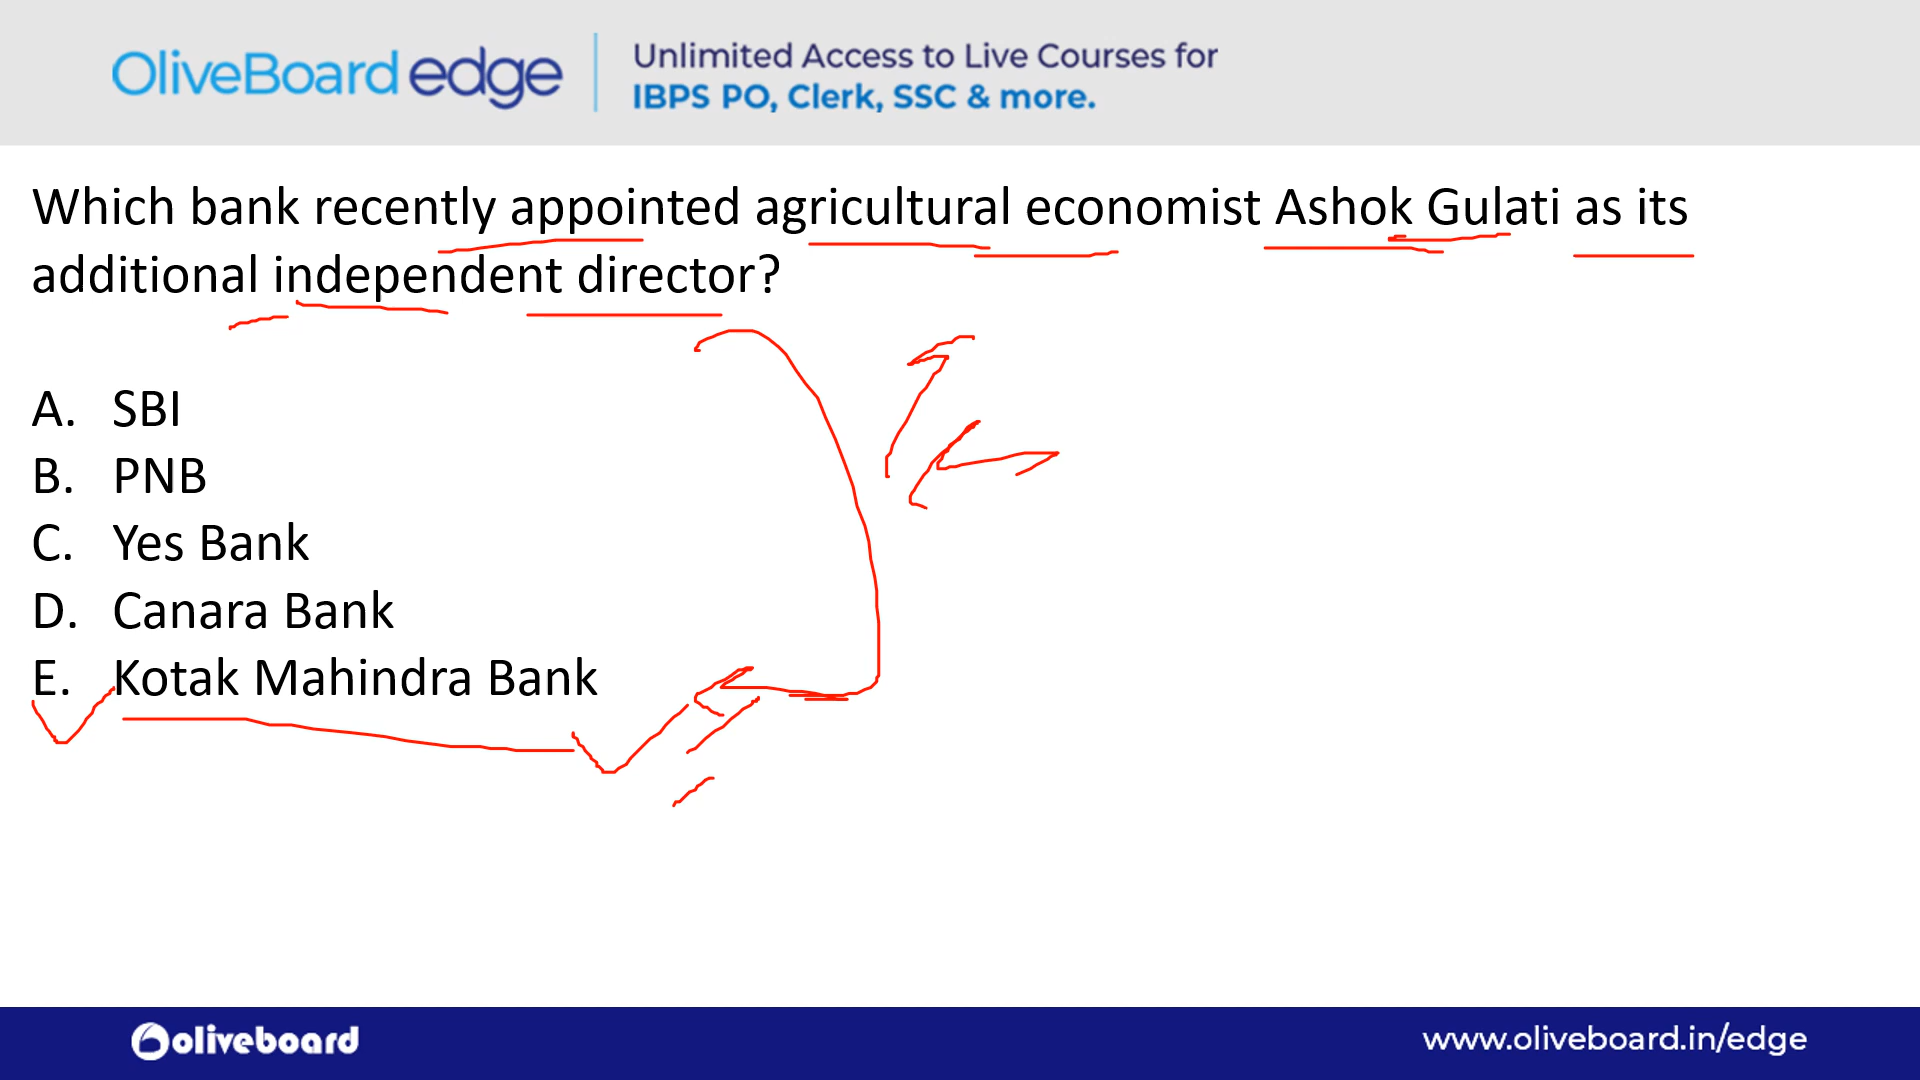 OliveBoard edge
Unlimited Access to Live Courses for
IBPS PO, Clerk, SSC & more.
Which bank recently appointed agricultural economist Ashok Gulati as its
additional independent director?
A. SBI
B. PNB
C. Yes Bank
D. Canara Bank
E. Kotak Mahindra Bank
oliveboard
www.oliveboard.in/edge